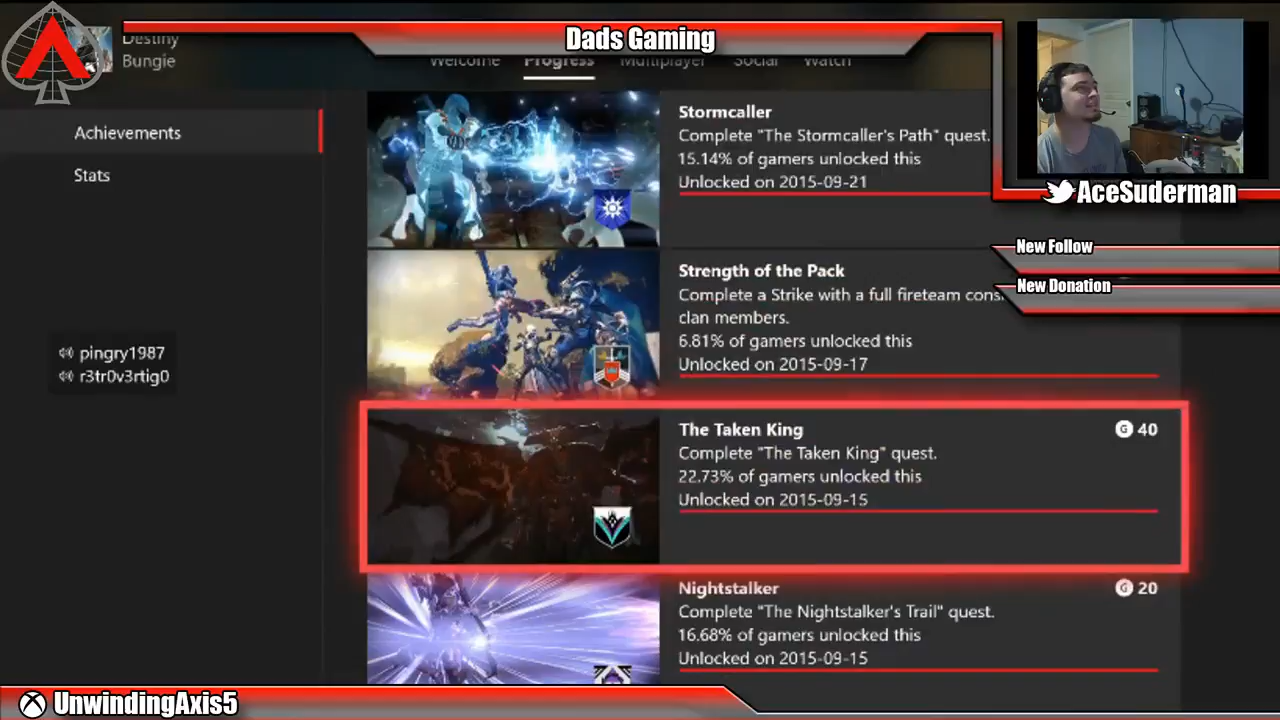 Dads Gaming
Destiny
Bungie
Welcome Progress Multiplayer Social Watch
Achievements
Stats
Stormcaller
Complete "The Stormcaller's Path" quest.
15.14% of gamers unlocked this
Unlocked on 2015-09-21
AceSuderman
New Follow
New Donation
Strength of the Pack
Complete a Strike with a full fireteam cons
clan members.
6.81% of gamers unlocked this
Unlocked on 2015-09-17
pingry1987
r3tr0v3rtig0
The Taken King
G 40
Complete "The Taken King" quest.
22.73% of gamers unlocked this
Unlocked on 2015-09-15
Nightstalker
G 20
Complete "The Nightstalker's Trail" quest.
16.68% of gamers unlocked this
Unlocked on 2015-09-15
UnwindingAxis5